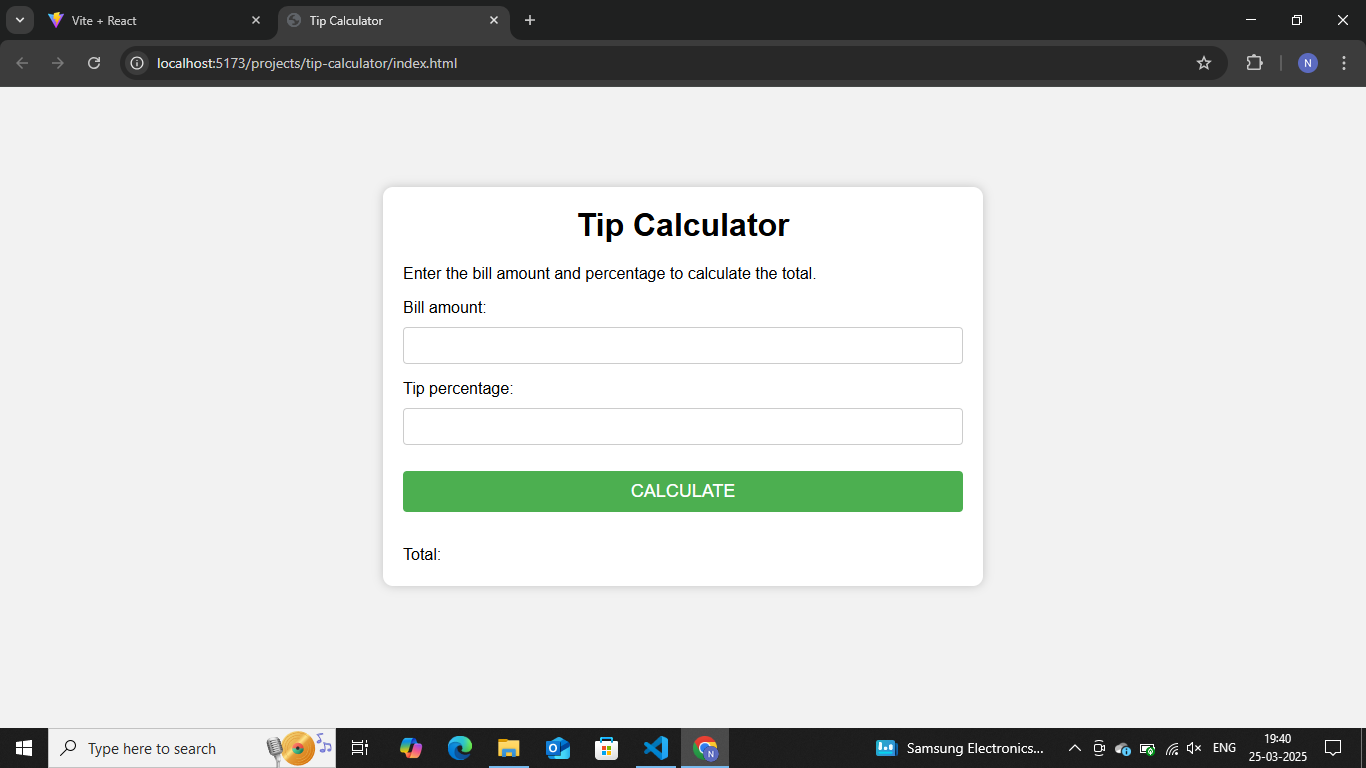 Vite + React
Tip Calculator
localhost:5173/projects/tip-calculator/index.html
N
Tip Calculator
Enter the bill amount and percentage to calculate the total.
Bill amount:
Tip percentage:
CALCULATE
Total:
Type here to search
N
Samsung Electronics...
ENG
19:40
25-03-2025